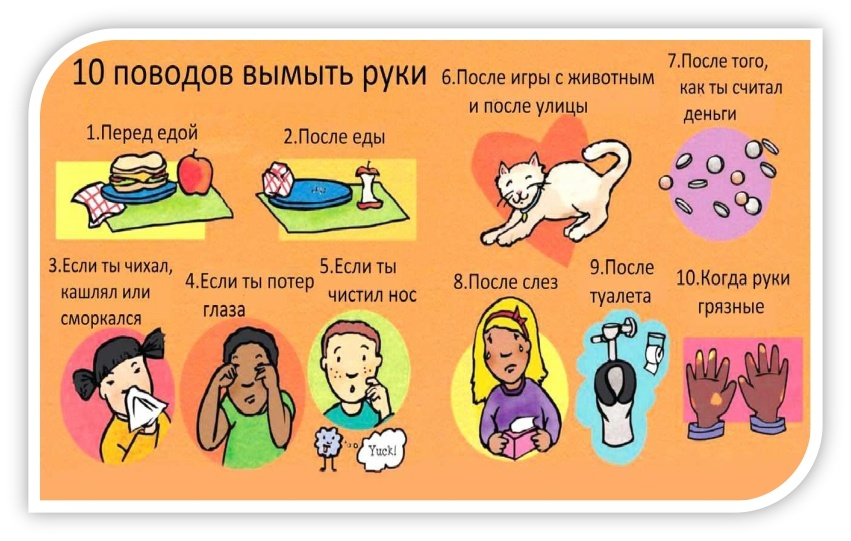 10 поводов вымыть руки
1.Перед едой
2.После еды
3.Если ты чихал,
кашлял или
сморкался
4.Если ты потер
глаза
5.Если ты
чистил нос
Yuck!
6.После игры с животным
и после улицы
7.После того,
как ты считал
деньги
8.После слез
9.После
туалета
10.Когда руки
грязные